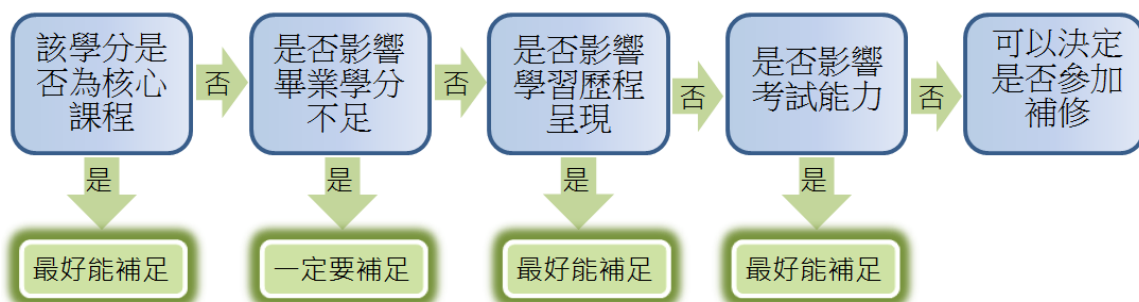 該學分是
否為核心
課程
否
是否影響
畢業學分
不足
否
是否影響
學習歷程
呈現
否
是否影響
考試能力
否
可以決定
是否參加
補修
是
是
是
是
最好能補足
一定要補足
最好能補足
最好能補足